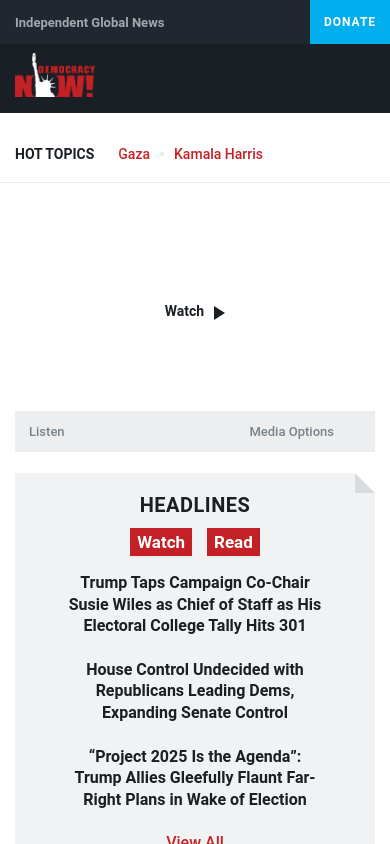 Independent Global News
DONATE
DEMOCRACY
NOW!
HOT TOPICS
Gaza
Kamala Harris
Watch
Listen
Media Options
HEADLINES
Watch
Read
Trump Taps Campaign Co-Chair
Susie Wiles as Chief of Staff as His
Electoral College Tally Hits 301
House Control Undecided with
Republicans Leading Dems,
Expanding Senate Control
“Project 2025 Is the Agenda”:
Trump Allies Gleefully Flaunt Far-
Right Plans in Wake of Election
View All